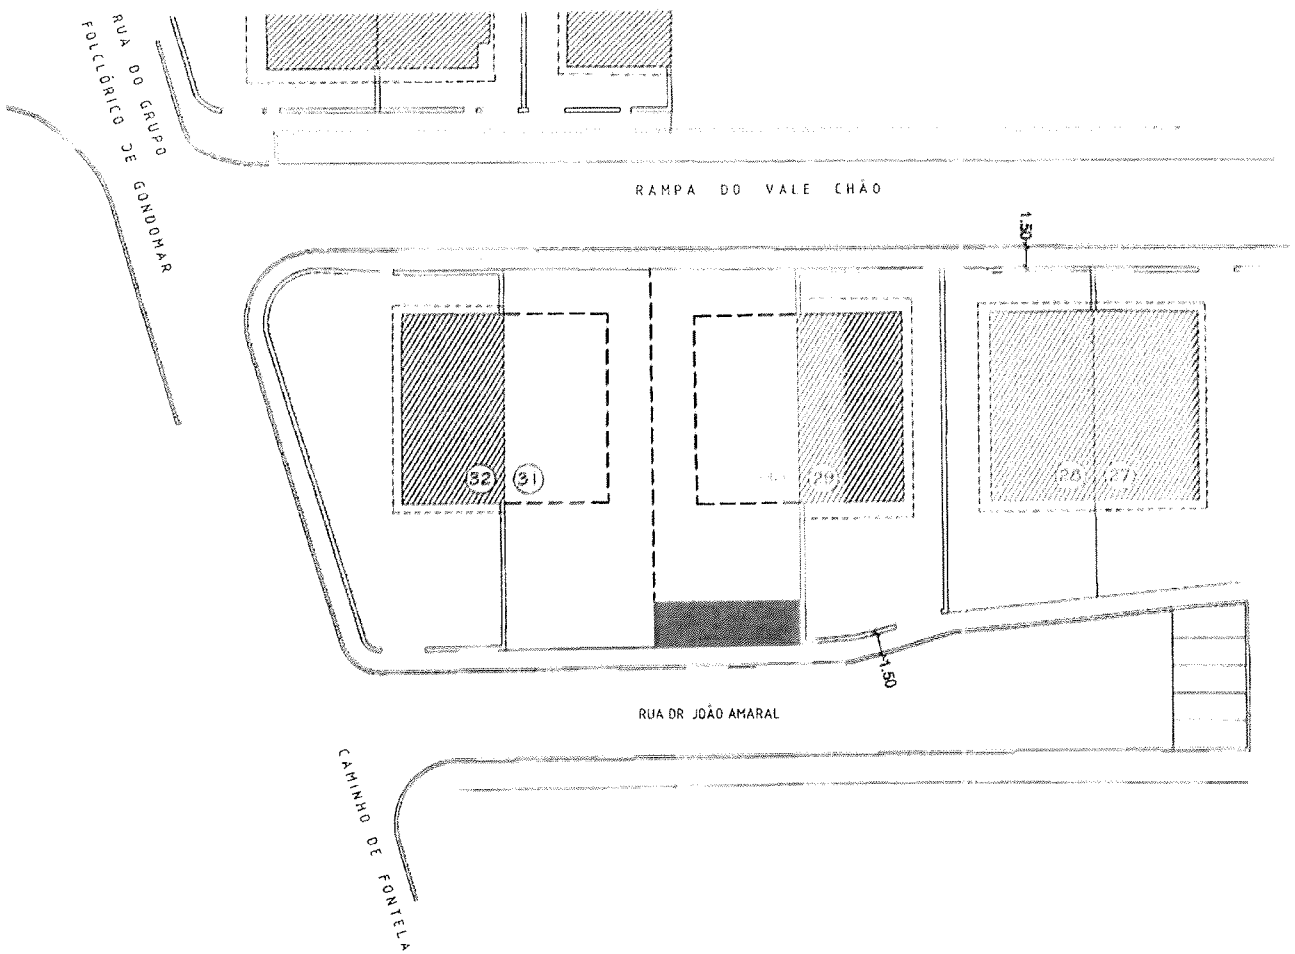 RUA DO GRUPO
FOLCLÓRICO DE GONDOMAR
RAMPA DO VALE CHÃO
1.50
32 31
29
28 27
1.50
RUA DR JOÃO AMARAL
CAMINHO DE FONTELA